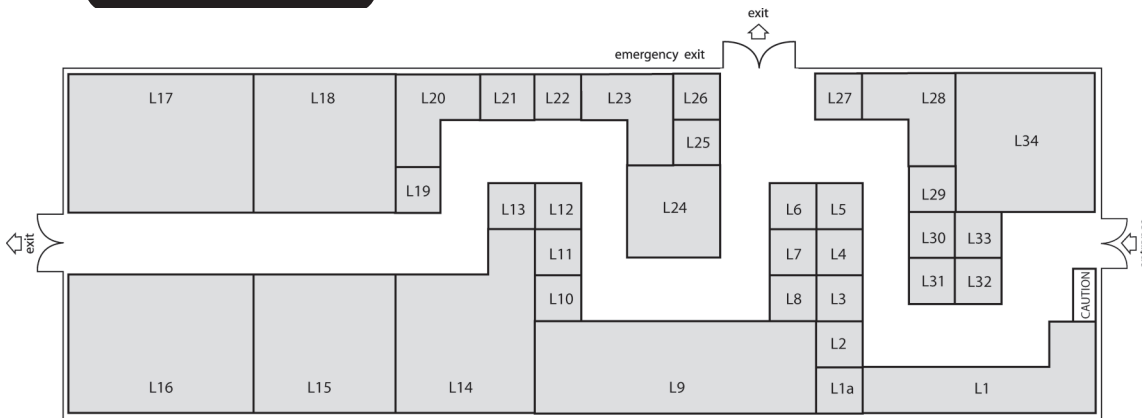 exit
emergency exit
L17
L18
L20
L21
L22
L23
L26
L27
L28
L34
L25
L19
L29
L13
L12
L24
L6
L5
exit
L11
L7
L4
L30
L33
L10
L8
L3
L31
L32
CAUTION
L2
L16
L15
L14
L9
L1a
L1